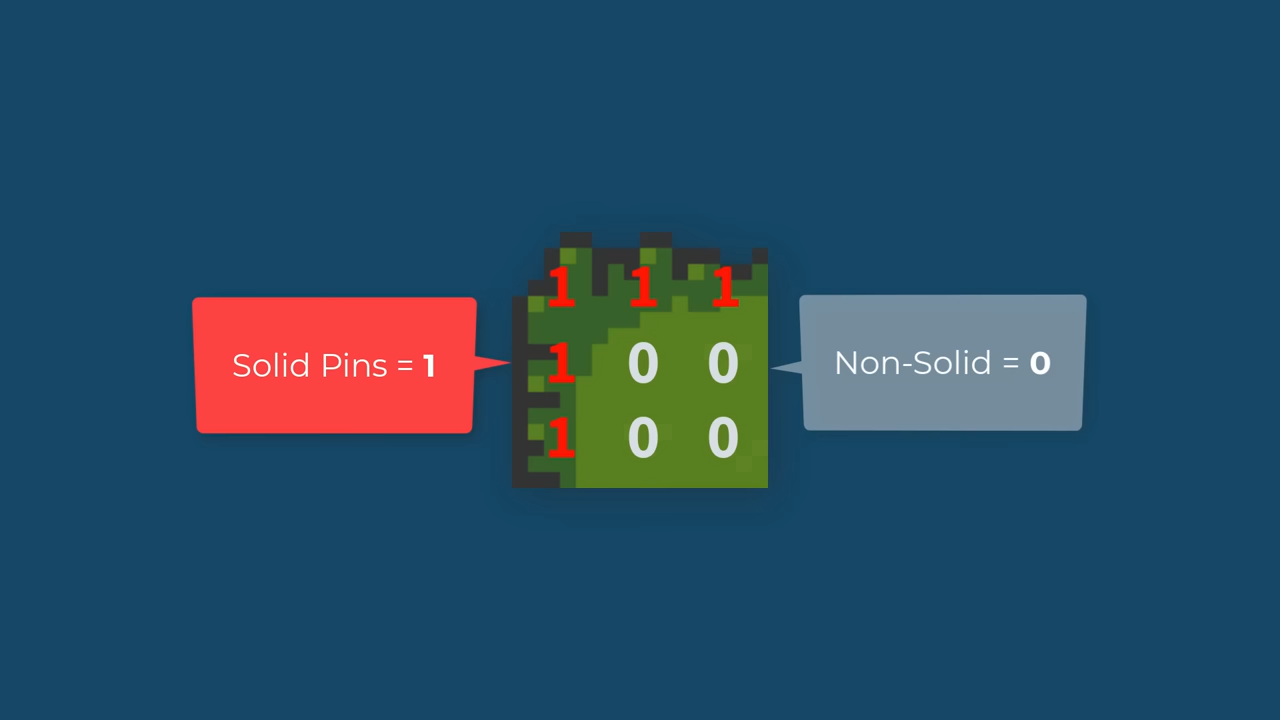 Solid Pins = 1
1 1 1
1 0 0
1 0 0
Non-Solid = 0